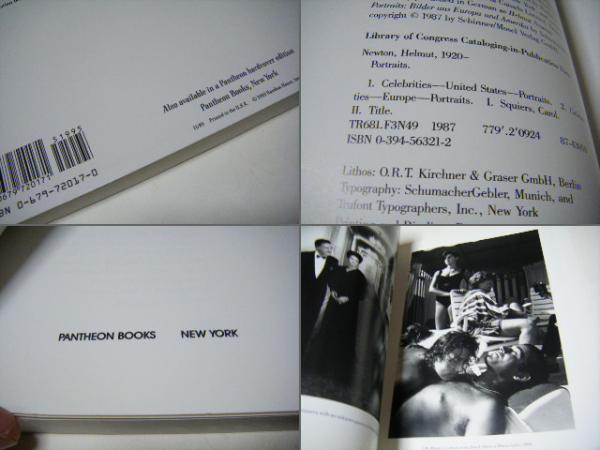 Also available in a Pantheon hardcover edition
Pantheon Books, New York
11/89 Printed in the U.S.A.
51995
ISBN 0-679-72017-0
Portraits: Bilder aus Europa und Amerika
copyright © 1987 by Schirmer/Mosel Verlag
Library of Congress Cataloging-in-Publication
Newton, Helmut, 1920–
Portraits.
1. Celebrities—United States—Portraits. 2.
ties—Europe—Portraits. I. Squiers, Carol.
II. Title.
TR681.F3N49 1987 779'.2'0924
ISBN 0-394-56321-2
Lithos: O.R.T. Kirchner & Graser GmbH, Berlin
Typography: SchumacherGebler, Munich, and
Trufont Typographers, Inc., New York
PANTHEON BOOKS NEW YORK